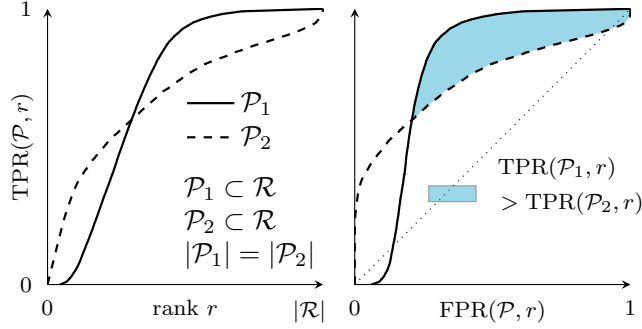 1
TPR(𝒫, r)
0
𝒫₁
𝒫₂
𝒫₁ ⊂ ℛ
𝒫₂ ⊂ ℛ
|𝒫₁| = |𝒫₂|
0
rank r
|ℛ|
TPR(𝒫₁, r)
> TPR(𝒫₂, r)
0
FPR(𝒫, r)
1